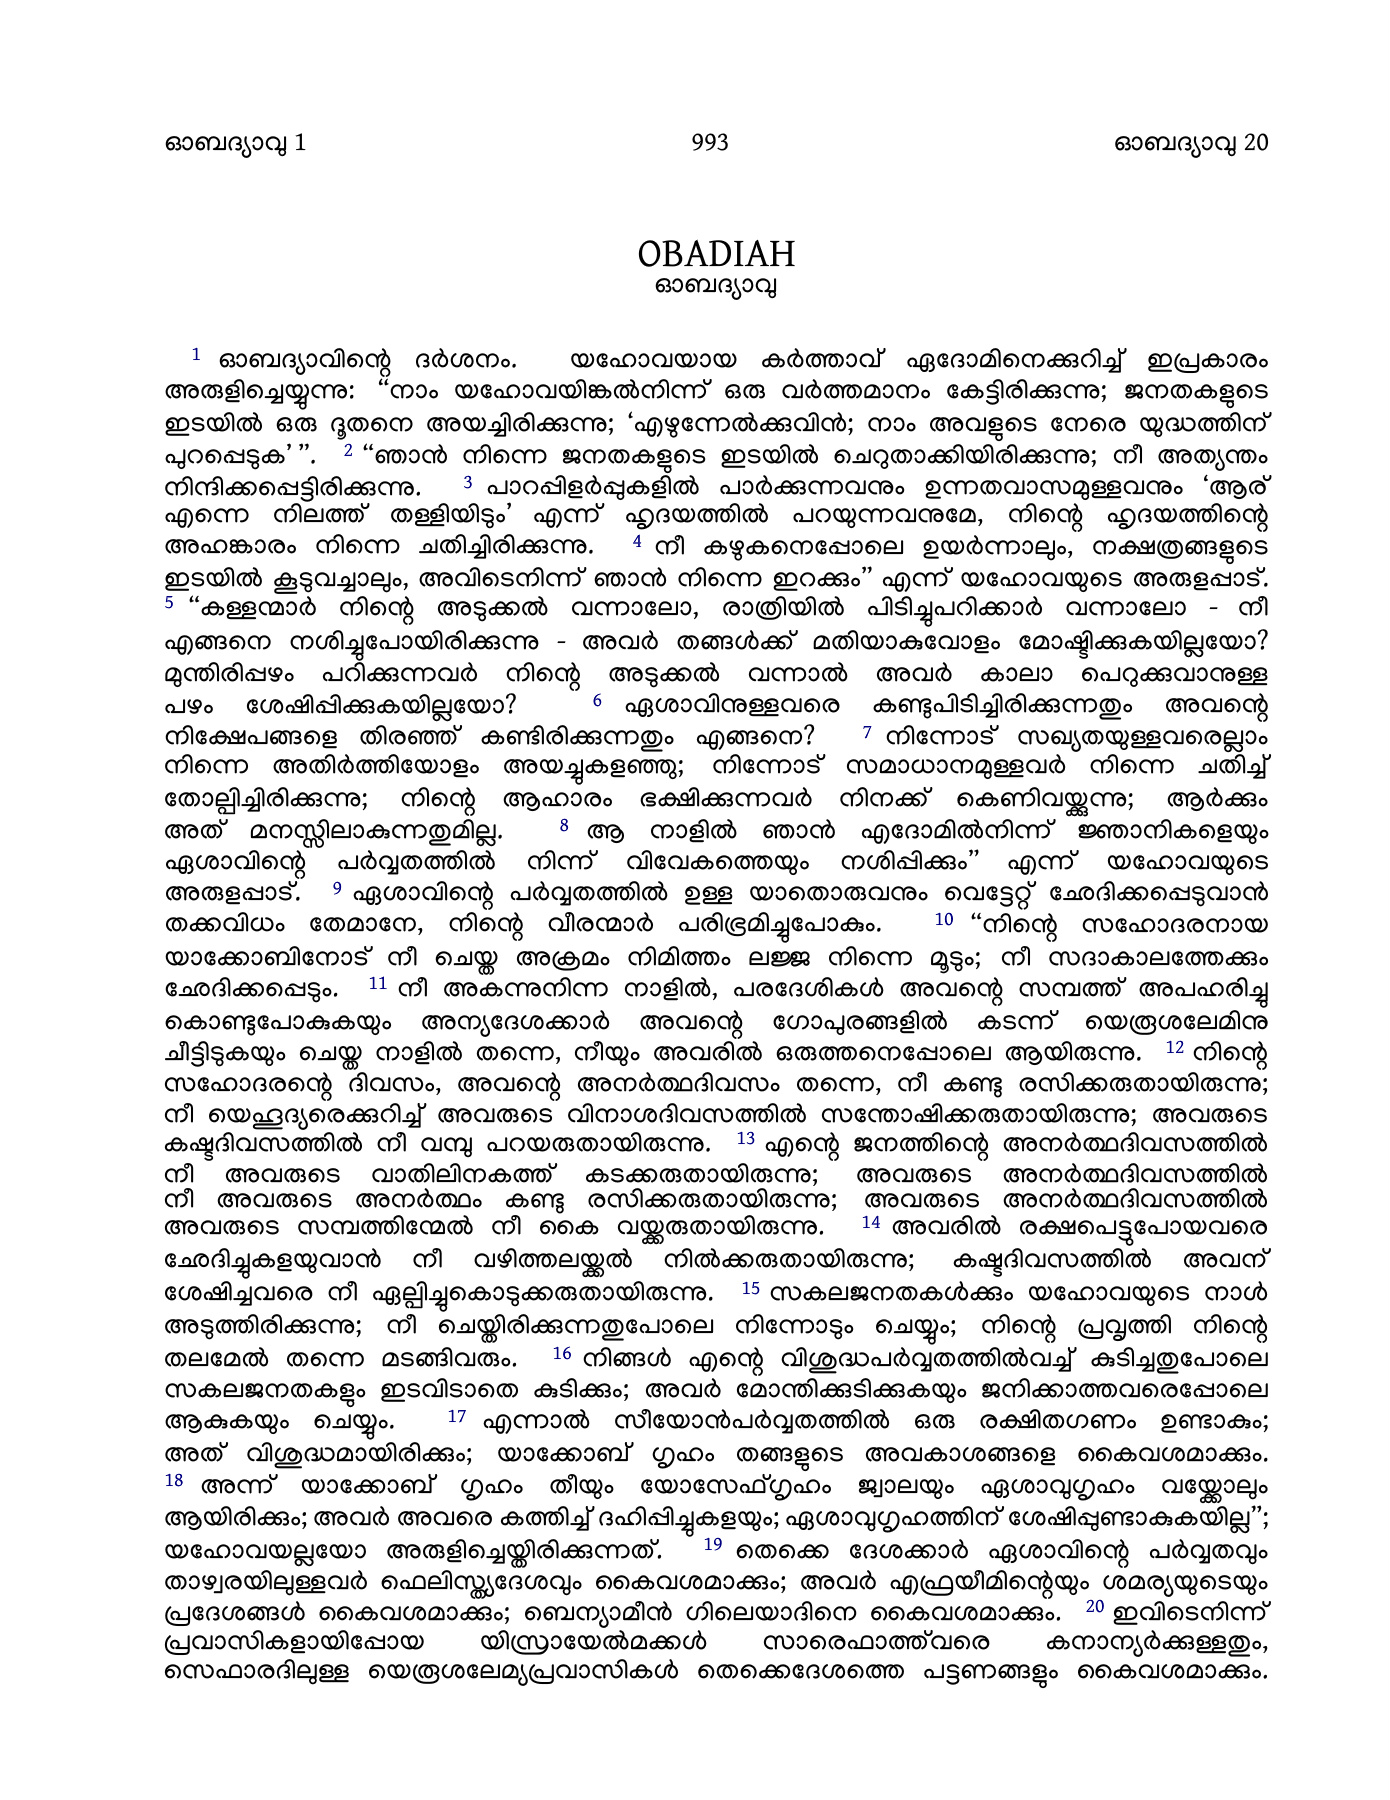 ഓബദ്യാവു 1
993
ഓബദ്യാവു 20
OBADIAH
ഓബദ്യാവു
1 ഓബദ്യാവിന്റെ ദർശനം. യഹോവയായ കർത്താവ് ഏദോമിനെക്കുറിച്ച് ഇപ്രകാരം
അരുളിച്ചെയ്യുന്നു: “നാം യഹോവയിങ്കൽനിന്ന് ഒരു വർത്തമാനം കേട്ടിരിക്കുന്നു; ജനതകളുടെ
ഇടയിൽ ഒരു ദൂതനെ അയച്ചിരിക്കുന്നു; ‘എഴുന്നേൽക്കുവിൻ; നാം അവളുടെ നേരെ യുദ്ധത്തിന്
പുറപ്പെടുക’ ”. 2 “ഞാൻ നിന്നെ ജനതകളുടെ ഇടയിൽ ചെറുതാക്കിയിരിക്കുന്നു; നീ അത്യന്തം
നിന്ദിക്കപ്പെട്ടിരിക്കുന്നു. 3 പാറപ്പിളർപ്പുകളിൽ പാർക്കുന്നവനും ഉന്നതവാസമുള്ളവനും ‘ആര്
എന്നെ നിലത്ത് തള്ളിയിടും’ എന്ന് ഹൃദയത്തിൽ പറയുന്നവനുമേ, നിന്റെ ഹൃദയത്തിന്റെ
അഹങ്കാരം നിന്നെ ചതിച്ചിരിക്കുന്നു. 4 നീ കഴുകനെപ്പോലെ ഉയർന്നാലും, നക്ഷത്രങ്ങളുടെ
ഇടയിൽ കൂടുവച്ചാലും, അവിടെനിന്ന് ഞാൻ നിന്നെ ഇറക്കും” എന്ന് യഹോവയുടെ അരുളപ്പാട്.
5 “കള്ളന്മാർ നിന്റെ അടുക്കൽ വന്നാലോ, രാത്രിയിൽ പിടിച്ചുപറിക്കാർ വന്നാലോ - നീ
എങ്ങനെ നശിച്ചുപോയിരിക്കുന്നു - അവർ തങ്ങൾക്ക് മതിയാകുവോളം മോഷ്ടിക്കുകയില്ലയോ?
മുന്തിരിപ്പഴം പറിക്കുന്നവർ നിന്റെ അടുക്കൽ വന്നാൽ അവർ കാലാ പെറുക്കുവാനുള്ള
പഴം ശേഷിപ്പിക്കുകയില്ലയോ? 6 ഏശാവിനുള്ളവരെ കണ്ടുപിടിച്ചിരിക്കുന്നതും അവന്റെ
നിക്ഷേപങ്ങളെ തിരഞ്ഞ് കണ്ടിരിക്കുന്നതും എങ്ങനെ? 7 നിന്നോട് സഖ്യതയുള്ളവരെല്ലാം
നിന്നെ അതിർത്തിയോളം അയച്ചുകളഞ്ഞു; നിന്നോട് സമാധാനമുള്ളവർ നിന്നെ ചതിച്ച്
തോല്പിച്ചിരിക്കുന്നു; നിന്റെ ആഹാരം ഭക്ഷിക്കുന്നവർ നിനക്ക് കെണിവയ്ക്കുന്നു; ആർക്കും
അത് മനസ്സിലാകുന്നതുമില്ല. 8 ആ നാളിൽ ഞാൻ എദോമിൽനിന്ന് ജ്ഞാനികളെയും
ഏശാവിന്റെ പർവ്വതത്തിൽ നിന്ന് വിവേകത്തെയും നശിപ്പിക്കും” എന്ന് യഹോവയുടെ
അരുളപ്പാട്. 9 ഏശാവിന്റെ പർവ്വതത്തിൽ ഉള്ള യാതൊരുവനും വെട്ടേറ്റ് ഛേദിക്കപ്പെടുവാൻ
തക്കവിധം തേമാനേ, നിന്റെ വീരന്മാർ പരിഭ്രമിച്ചുപോകും. 10 “നിന്റെ സഹോദരനായ
യാക്കോബിനോട് നീ ചെയ്ത അക്രമം നിമിത്തം ലജ്ജ നിന്നെ മൂടും; നീ സദാകാലത്തേക്കും
ഛേദിക്കപ്പെടും. 11 നീ അകന്നുനിന്ന നാളിൽ, പരദേശികൾ അവന്റെ സമ്പത്ത് അപഹരിച്ചു
കൊണ്ടുപോകുകയും അന്യദേശക്കാർ അവന്റെ ഗോപുരങ്ങളിൽ കടന്ന് യെരൂശലേമിനു
ചീട്ടിടുകയും ചെയ്ത നാളിൽ തന്നെ, നീയും അവരിൽ ഒരുത്തനെപ്പോലെ ആയിരുന്നു. 12 നിന്റെ
സഹോദരന്റെ ദിവസം, അവന്റെ അനർത്ഥദിവസം തന്നെ, നീ കണ്ടു രസിക്കരുതായിരുന്നു;
നീ യെഹൂദ്യരെക്കുറിച്ച് അവരുടെ വിനാശദിവസത്തിൽ സന്തോഷിക്കരുതായിരുന്നു; അവരുടെ
കഷ്ടദിവസത്തിൽ നീ വമ്പു പറയരുതായിരുന്നു. 13 എന്റെ ജനത്തിന്റെ അനർത്ഥദിവസത്തിൽ
നീ അവരുടെ വാതിലിനകത്ത് കടക്കരുതായിരുന്നു; അവരുടെ അനർത്ഥദിവസത്തിൽ
നീ അവരുടെ അനർത്ഥം കണ്ടു രസിക്കരുതായിരുന്നു; അവരുടെ അനർത്ഥദിവസത്തിൽ
അവരുടെ സമ്പത്തിന്മേൽ നീ കൈ വയ്ക്കരുതായിരുന്നു. 14 അവരിൽ രക്ഷപെട്ടുപോയവരെ
ഛേദിച്ചുകളയുവാൻ നീ വഴിത്തലയ്ക്കൽ നിൽക്കരുതായിരുന്നു; കഷ്ടദിവസത്തിൽ അവന്
ശേഷിച്ചവരെ നീ ഏല്പിച്ചുകൊടുക്കരുതായിരുന്നു. 15 സകലജനതകൾക്കും യഹോവയുടെ നാൾ
അടുത്തിരിക്കുന്നു; നീ ചെയ്തിരിക്കുന്നതുപോലെ നിന്നോടും ചെയ്യും; നിന്റെ പ്രവൃത്തി നിന്റെ
തലമേൽ തന്നെ മടങ്ങിവരും. 16 നിങ്ങൾ എന്റെ വിശുദ്ധപർവ്വതത്തിൽവച്ച് കുടിച്ചതുപോലെ
സകലജനതകളും ഇടവിടാതെ കുടിക്കും; അവർ മോന്തിക്കുടിക്കുകയും ജനിക്കാത്തവരെപ്പോലെ
ആകുകയും ചെയ്യും. 17 എന്നാൽ സീയോൻപർവ്വതത്തിൽ ഒരു രക്ഷിതഗണം ഉണ്ടാകും;
അത് വിശുദ്ധമായിരിക്കും; യാക്കോബ് ഗൃഹം തങ്ങളുടെ അവകാശങ്ങളെ കൈവശമാക്കും.
18 അന്ന് യാക്കോബ് ഗൃഹം തീയും യോസേഫ്ഗൃഹം ജ്വാലയും ഏശാവുഗൃഹം വയ്ക്കോലും
ആയിരിക്കും; അവർ അവരെ കത്തിച്ച് ദഹിപ്പിച്ചുകളയും; ഏശാവുഗൃഹത്തിന് ശേഷിപ്പുണ്ടാകുകയില്ല”;
യഹോവയല്ലയോ അരുളിച്ചെയ്തിരിക്കുന്നത്. 19 തെക്കെ ദേശക്കാർ ഏശാവിന്റെ പർവ്വതവും
താഴ്വരയിലുള്ളവർ ഫെലിസ്ത്യദേശവും കൈവശമാക്കും; അവർ എഫ്രയീമിന്റെയും ശമര്യയുടെയും
പ്രദേശങ്ങൾ കൈവശമാക്കും; ബെന്യാമീൻ ഗിലെയാദിനെ കൈവശമാക്കും. 20 ഇവിടെനിന്ന്
പ്രവാസികളായിപ്പോയ യിസ്രായേൽമക്കൾ സാരെഫാത്ത്‌വരെ കനാന്യർക്കുള്ളതും,
സെഫാരദിലുള്ള യെരൂശലേമ്യപ്രവാസികൾ തെക്കെദേശത്തെ പട്ടണങ്ങളും കൈവശമാക്കും.